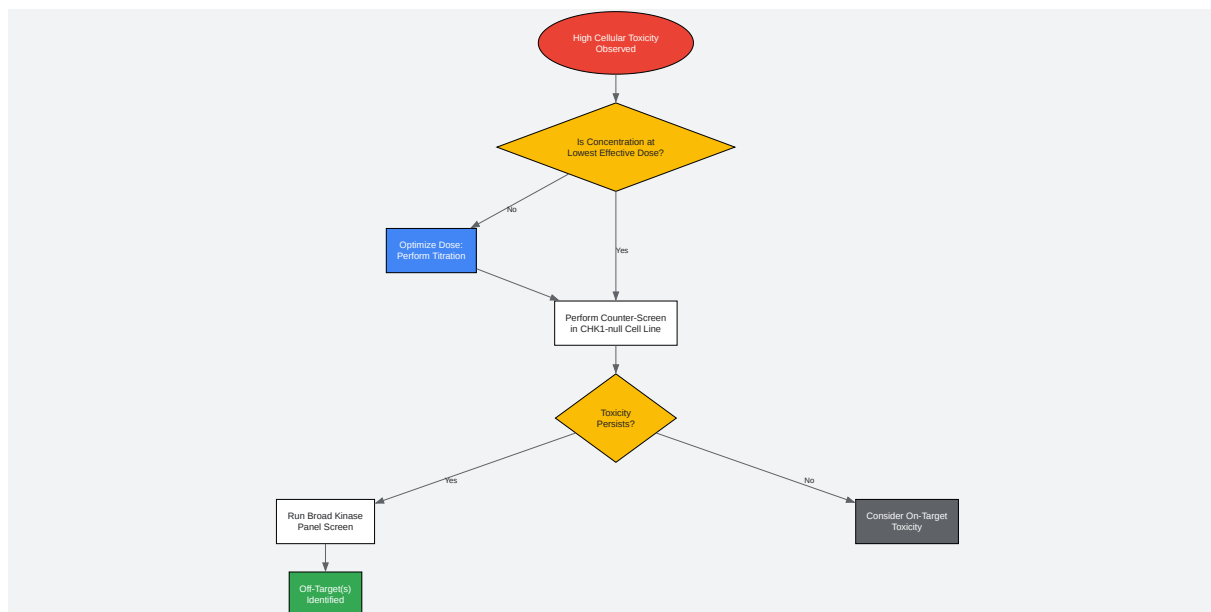 High Cellular Toxicity
Observed
Is Concentration at
Lowest Effective Dose?
No
Yes
Optimize Dose:
Perform Titration
Perform Counter-Screen
in CHK1-null Cell Line
Toxicity
Persists?
Yes
No
Run Broad Kinase
Panel Screen
Consider On-Target
Toxicity
Off-Target(s)
Identified